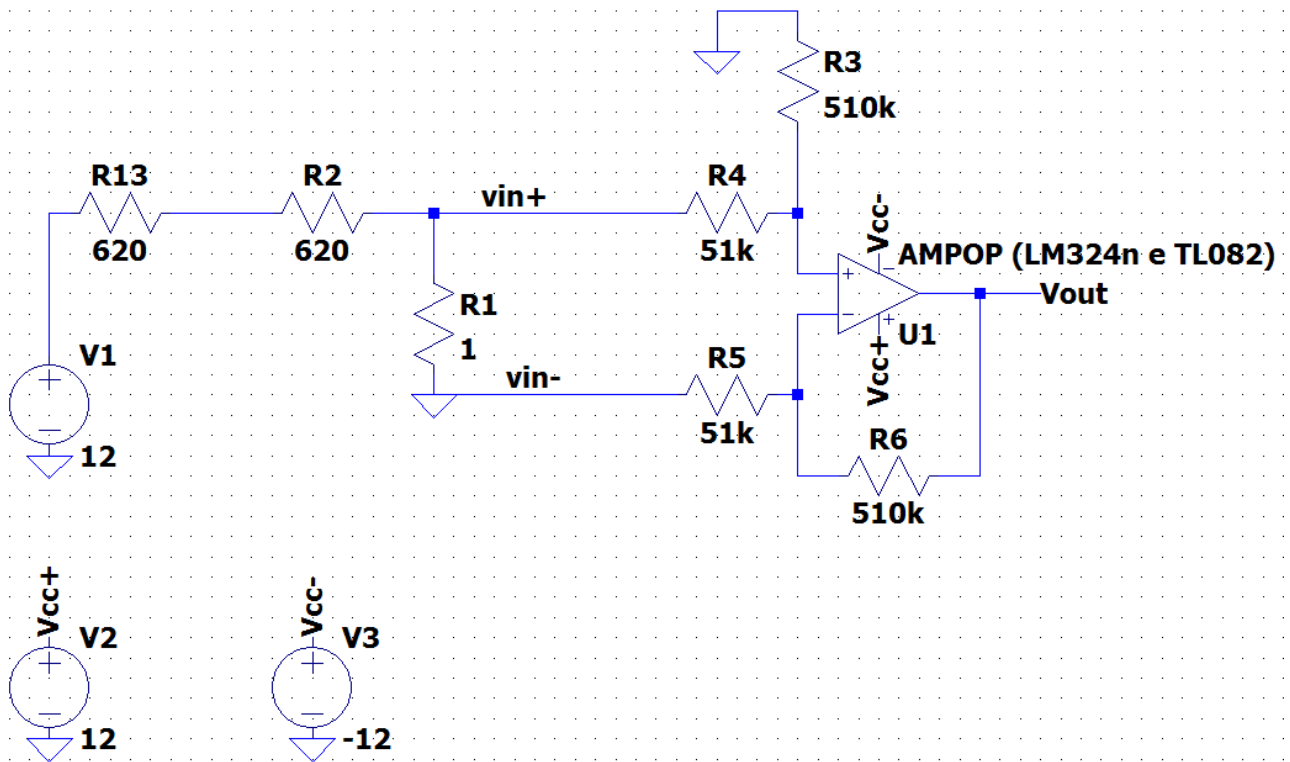 R3
510k
R13
620
R2
620
vin+
R4
51k
Vcc-
AMPOP (LM324n e TL082)
+
−
−
+
Vout
U1
Vcc+
R1
1
vin-
R5
51k
R6
510k
V1
+
−
12
Vcc+
V2
+
−
12
Vcc-
V3
+
−
-12